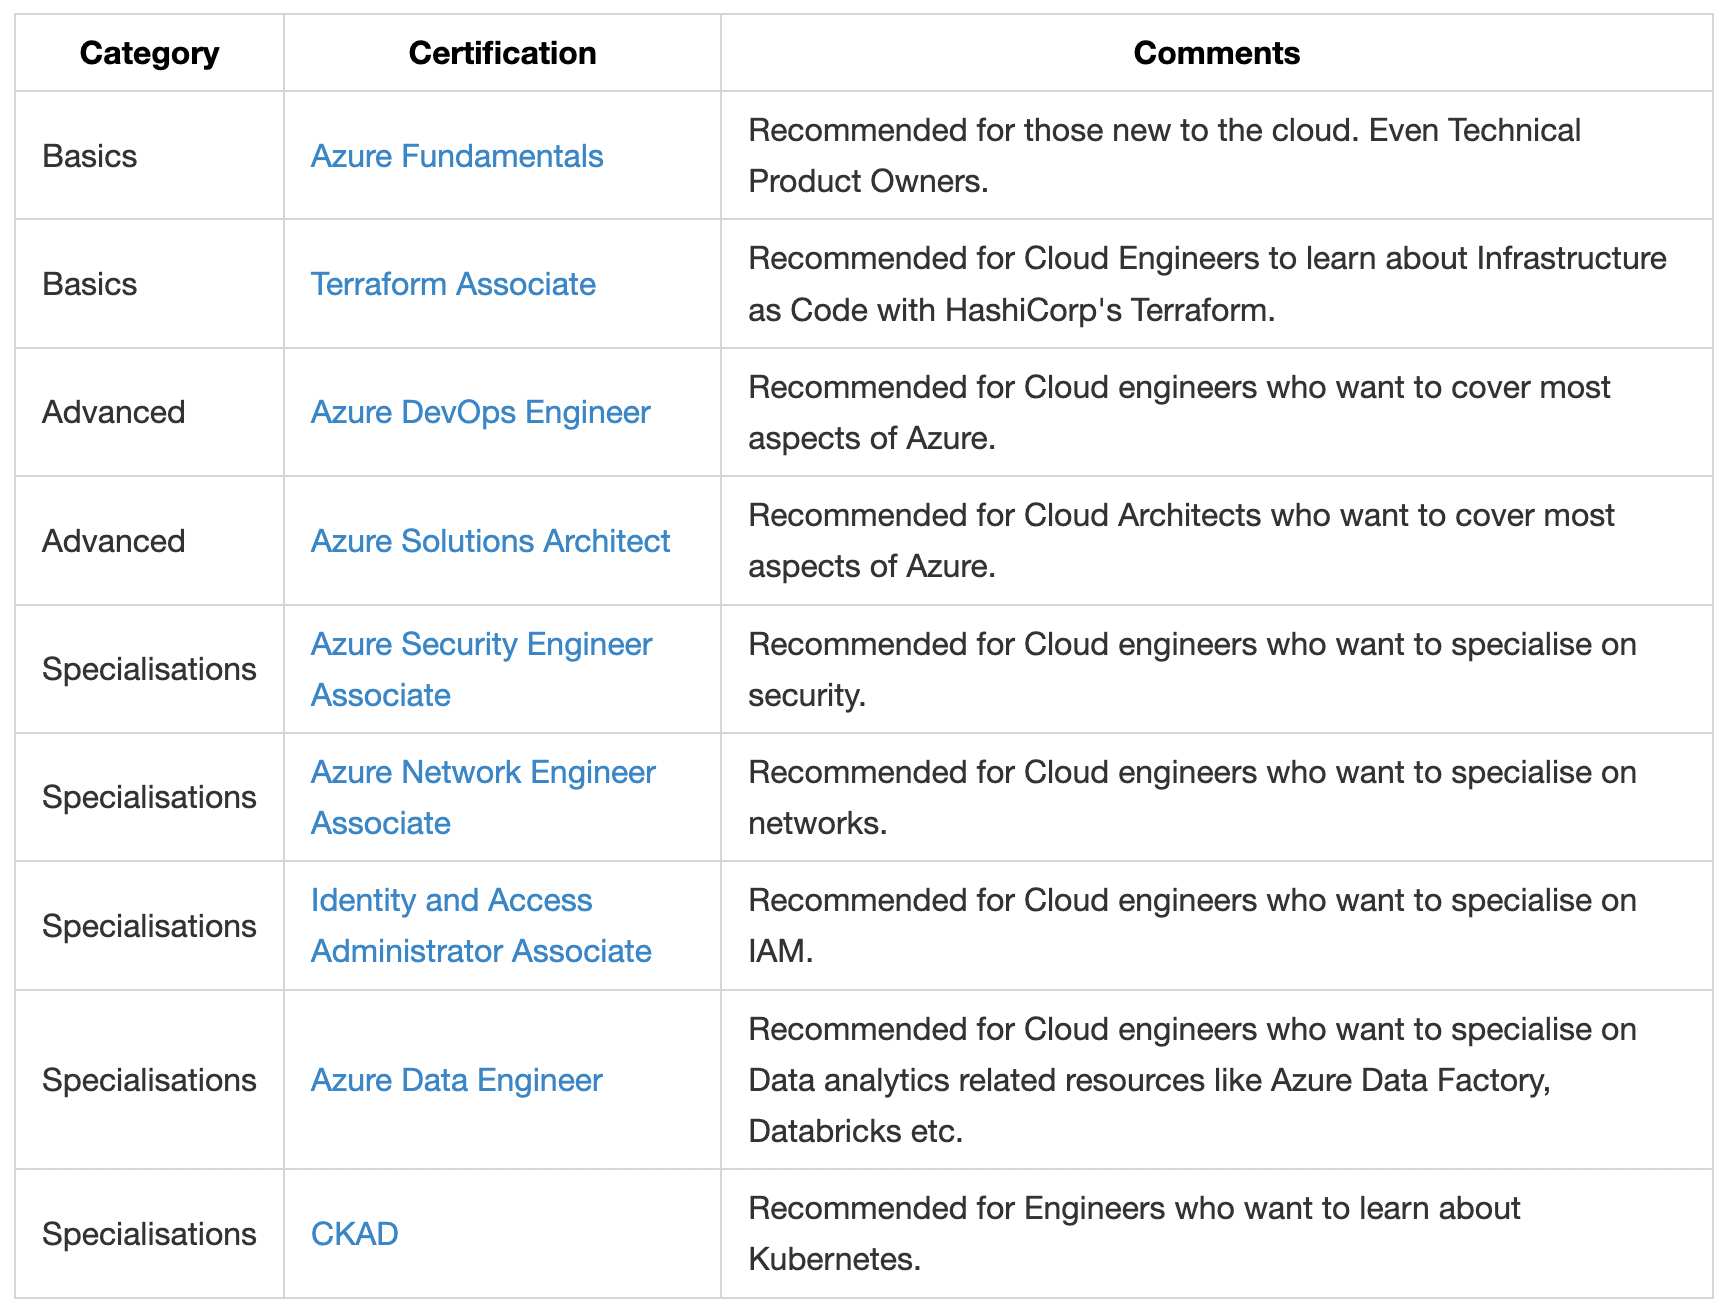 Category Certification Comments
Basics Azure Fundamentals Recommended for those new to the cloud. Even Technical
Product Owners.
Basics Terraform Associate Recommended for Cloud Engineers to learn about Infrastructure
as Code with HashiCorp's Terraform.
Advanced Azure DevOps Engineer Recommended for Cloud engineers who want to cover most
aspects of Azure.
Advanced Azure Solutions Architect Recommended for Cloud Architects who want to cover most
aspects of Azure.
Specialisations Azure Security Engineer
Associate
Recommended for Cloud engineers who want to specialise on
security.
Specialisations Azure Network Engineer
Associate
Recommended for Cloud engineers who want to specialise on
networks.
Specialisations Identity and Access
Administrator Associate
Recommended for Cloud engineers who want to specialise on
IAM.
Specialisations Azure Data Engineer Recommended for Cloud engineers who want to specialise on
Data analytics related resources like Azure Data Factory,
Databricks etc.
Specialisations CKAD Recommended for Engineers who want to learn about
Kubernetes.